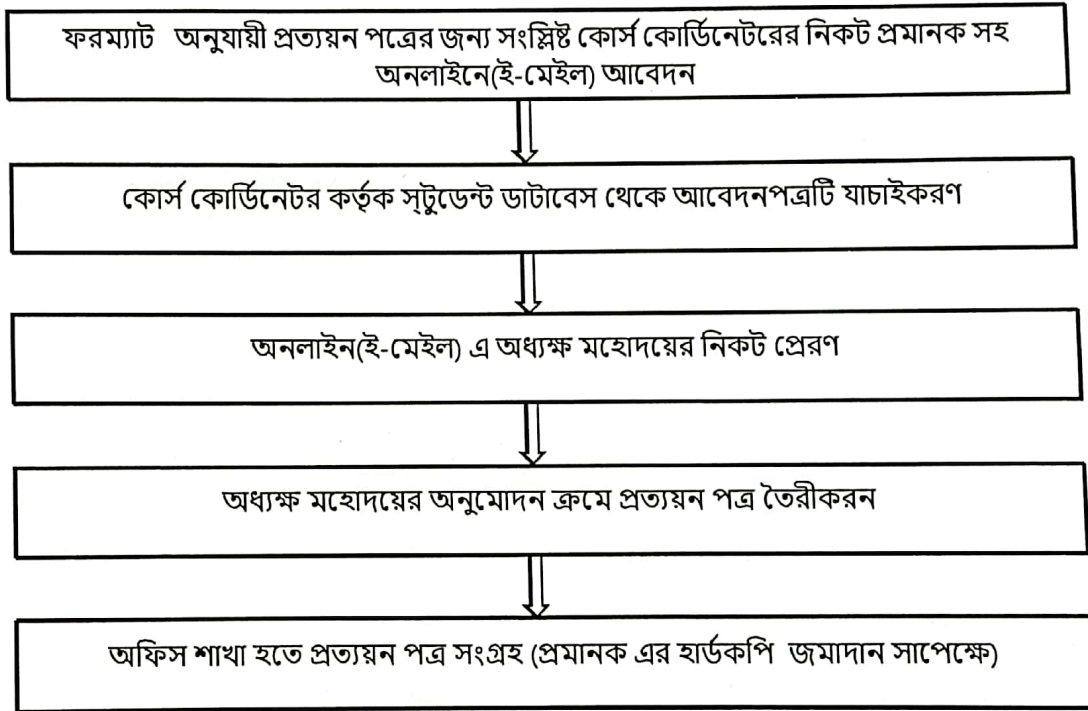 ফরম্যাট অনুযায়ী প্রত্যয়ন পত্রের জন্য সংস্লিষ্ট কোর্স কোর্ডিনেটরের নিকট প্রমানক সহ
অনলাইনে(ই-মেইল) আবেদন
কোর্স কোর্ডিনেটর কর্তৃক স্টুডেন্ট ডাটাবেস থেকে আবেদনপত্রটি যাচাইকরণ
অনলাইন(ই-মেইল) এ অধ্যক্ষ মহোদয়ের নিকট প্রেরণ
অধ্যক্ষ মহোদয়ের অনুমোদন ক্রমে প্রত্যয়ন পত্র তৈরীকরন
অফিস শাখা হতে প্রত্যয়ন পত্র সংগ্রহ (প্রমানক এর হার্ডকপি জমাদান সাপেক্ষে)